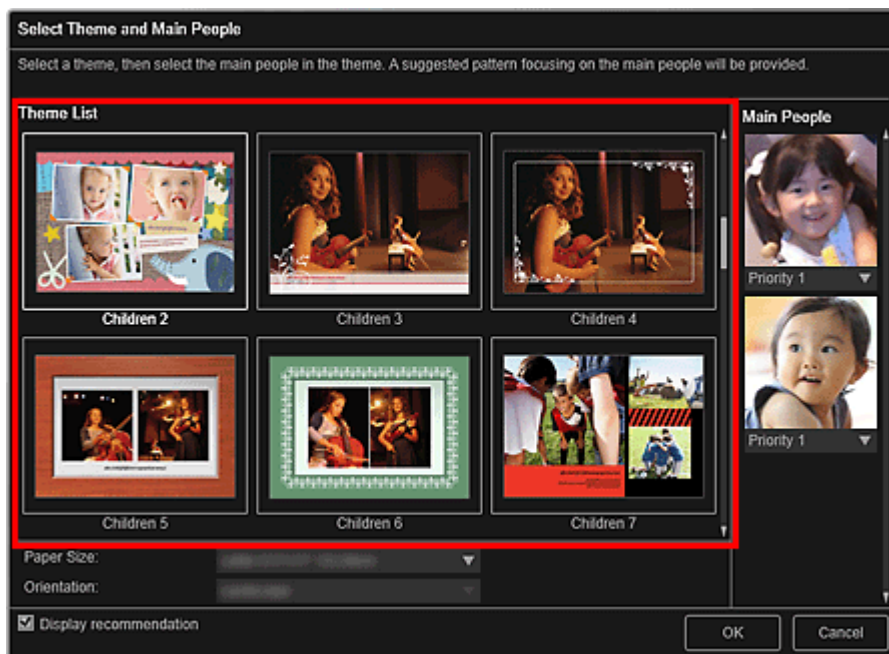 Select Theme and Main People
Select a theme, then select the main people in the theme. A suggested pattern focusing on the main people will be provided.
Theme List
Children 2
Children 3
Children 4
Children 5
Children 6
Children 7
Main People
Priority 1
Priority 1
Paper Size:
Orientation:
Display recommendation
OK
Cancel